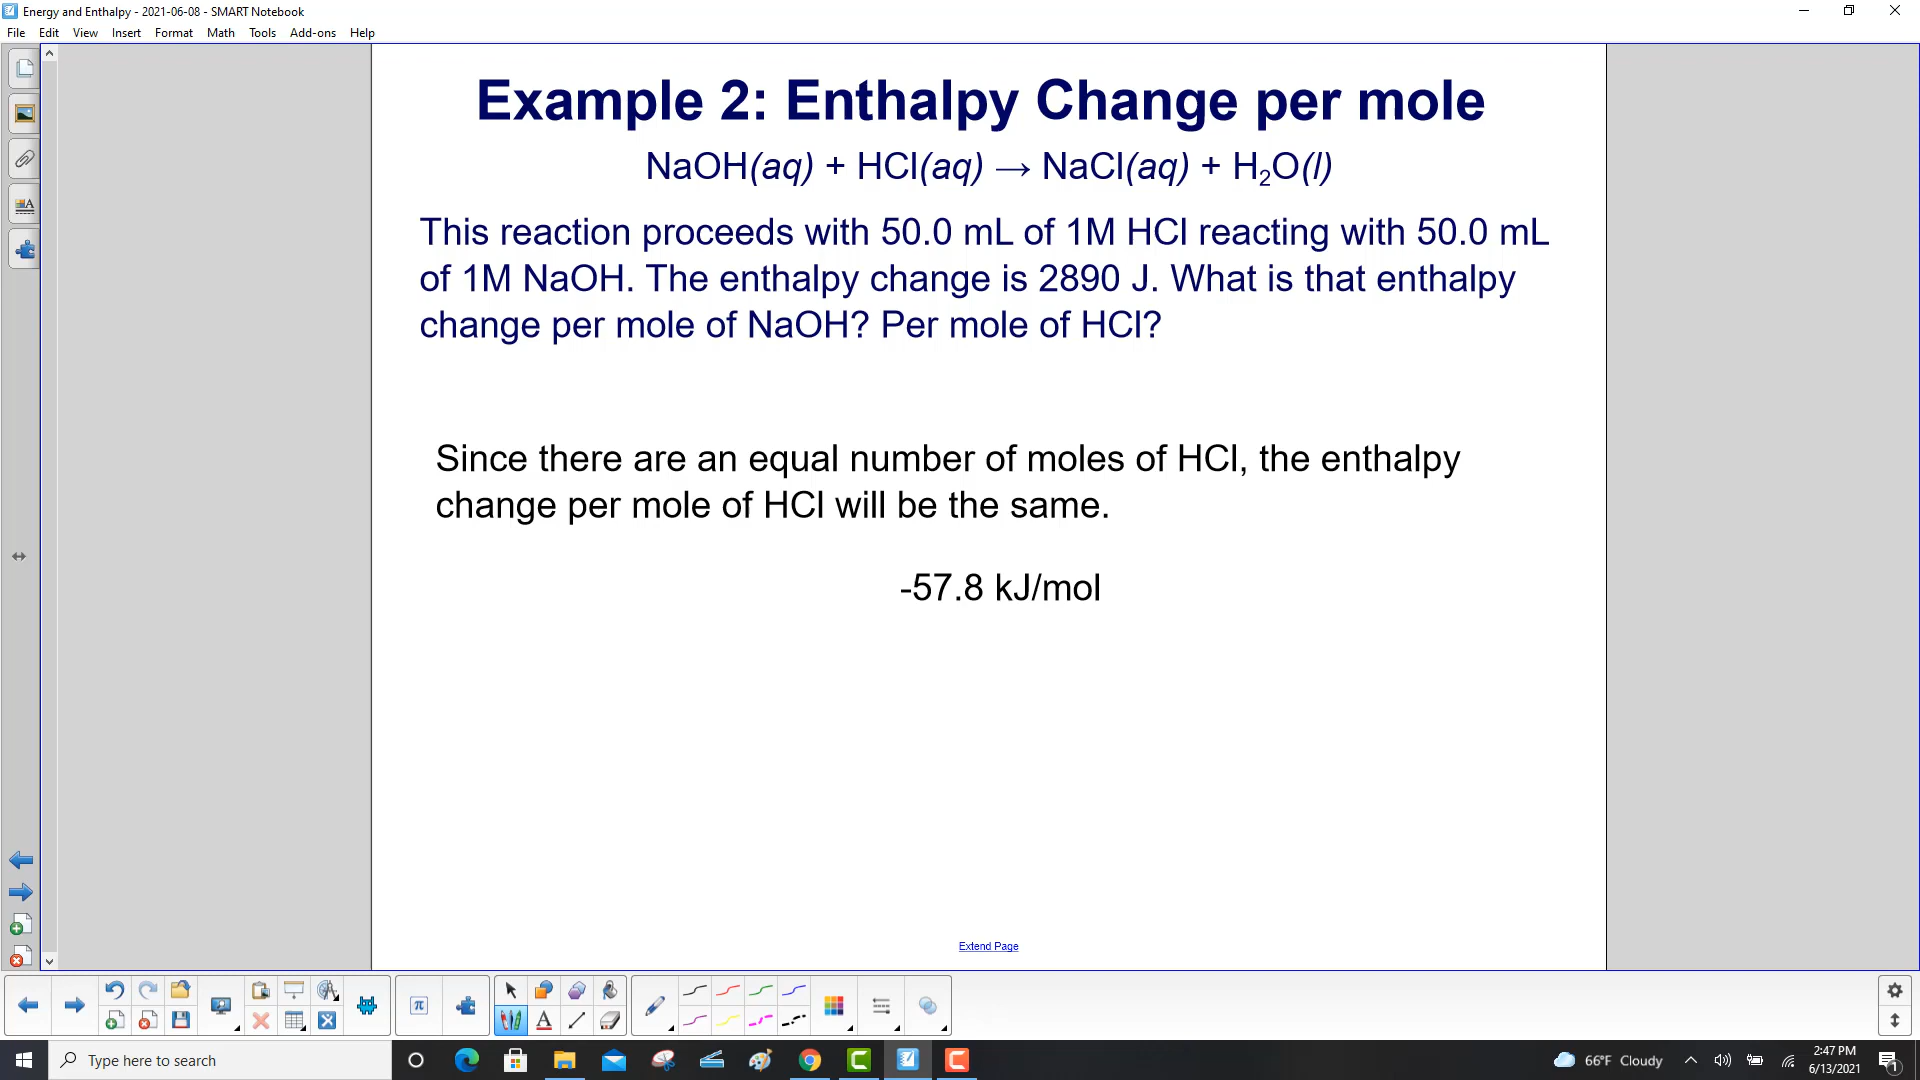 Energy and Enthalpy - 2021-06-08 - SMART Notebook
File Edit View Insert Format Math Tools Add-ons Help
Example 2: Enthalpy Change per mole
NaOH(aq) + HCl(aq) → NaCl(aq) + H₂O(l)
This reaction proceeds with 50.0 mL of 1M HCl reacting with 50.0 mL
of 1M NaOH. The enthalpy change is 2890 J. What is that enthalpy
change per mole of NaOH? Per mole of HCl?
Since there are an equal number of moles of HCl, the enthalpy
change per mole of HCl will be the same.
-57.8 kJ/mol
Extend Page
Type here to search
66°F Cloudy
2:47 PM
6/13/2021
1